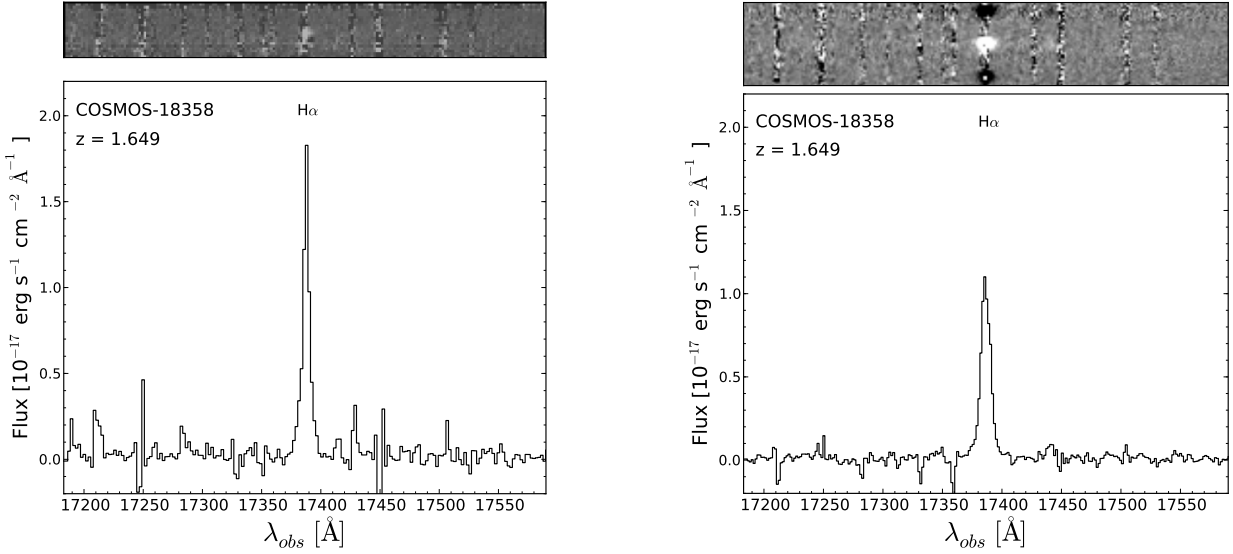 COSMOS-18358
z = 1.649
Hα
2.0
1.5
1.0
0.5
0.0
Flux [10⁻¹⁷ erg s⁻¹ cm⁻² Å⁻¹ ]
17200 17250 17300 17350 17400 17450 17500 17550
λobs [Å]
COSMOS-18358
z = 1.649
Hα
2.0
1.5
1.0
0.5
0.0
Flux [10⁻¹⁷ erg s⁻¹ cm⁻² Å⁻¹ ]
17200 17250 17300 17350 17400 17450 17500 17550
λobs [Å]